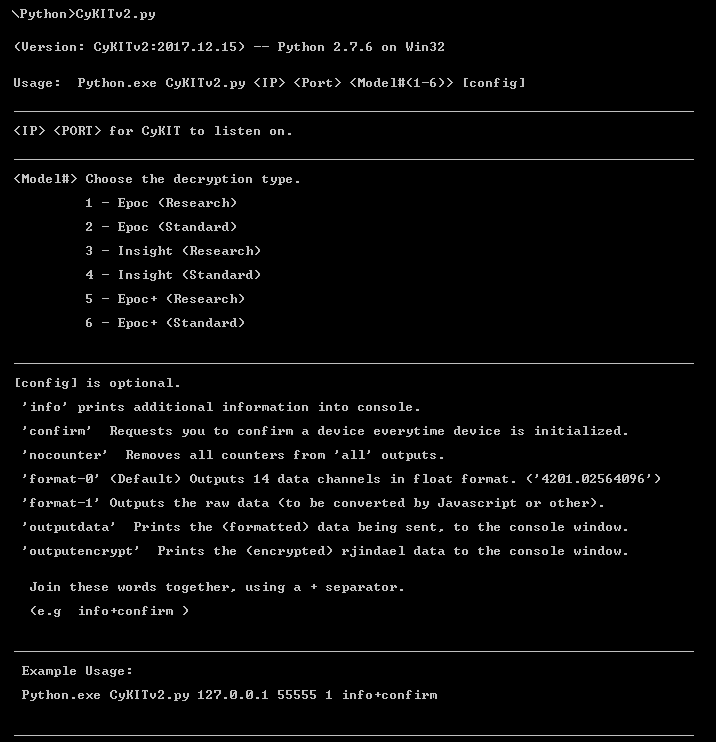 \Python>CyKITv2.py
(Version: CyKITv2:2017.12.15) -- Python 2.7.6 on Win32
Usage:  Python.exe CyKITv2.py <IP> <Port> <Model#(1-6)> [config]
<IP> <PORT> for CyKIT to listen on.
<Model#> Choose the decryption type.
1 - Epoc (Research)
2 - Epoc (Standard)
3 - Insight (Research)
4 - Insight (Standard)
5 - Epoc+ (Research)
6 - Epoc+ (Standard)
[config] is optional.
'info' prints additional information into console.
'confirm'  Requests you to confirm a device everytime device is initialized.
'nocounter'  Removes all counters from 'all' outputs.
'format-0' (Default) Outputs 14 data channels in float format. ('4201.02564096')
'format-1' Outputs the raw data (to be converted by Javascript or other).
'outputdata'  Prints the (formatted) data being sent, to the console window.
'outputencrypt'  Prints the (encrypted) rjindael data to the console window.
Join these words together, using a + separator.
(e.g  info+confirm )
Example Usage:
Python.exe CyKITv2.py 127.0.0.1 55555 1 info+confirm